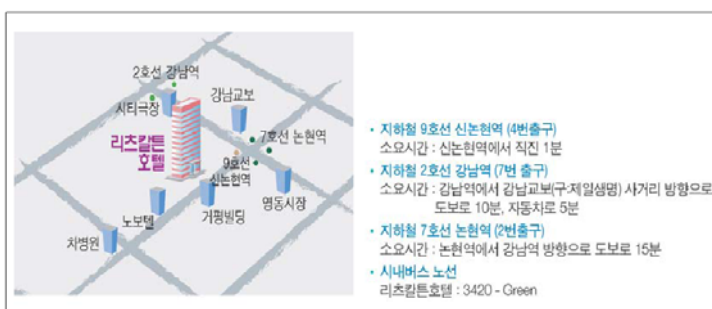 2호선 강남역
시티극장
강남교보
7호선 논현역
리츠칼튼
호텔
9호선
신논현역
영동시장
거평빌딩
노보텔
차병원
• 지하철 9호선 신논현역 (4번출구)
소요시간 : 신논현역에서 직진 1분
• 지하철 2호선 강남역 (7번 출구)
소요시간 : 강남역에서 강남교보(구:제일생명) 사거리 방향으로
도보로 10분, 자동차로 5분
• 지하철 7호선 논현역 (2번출구)
소요시간 : 논현역에서 강남역 방향으로 도보로 15분
• 시내버스 노선
리츠칼튼호텔 : 3420 - Green